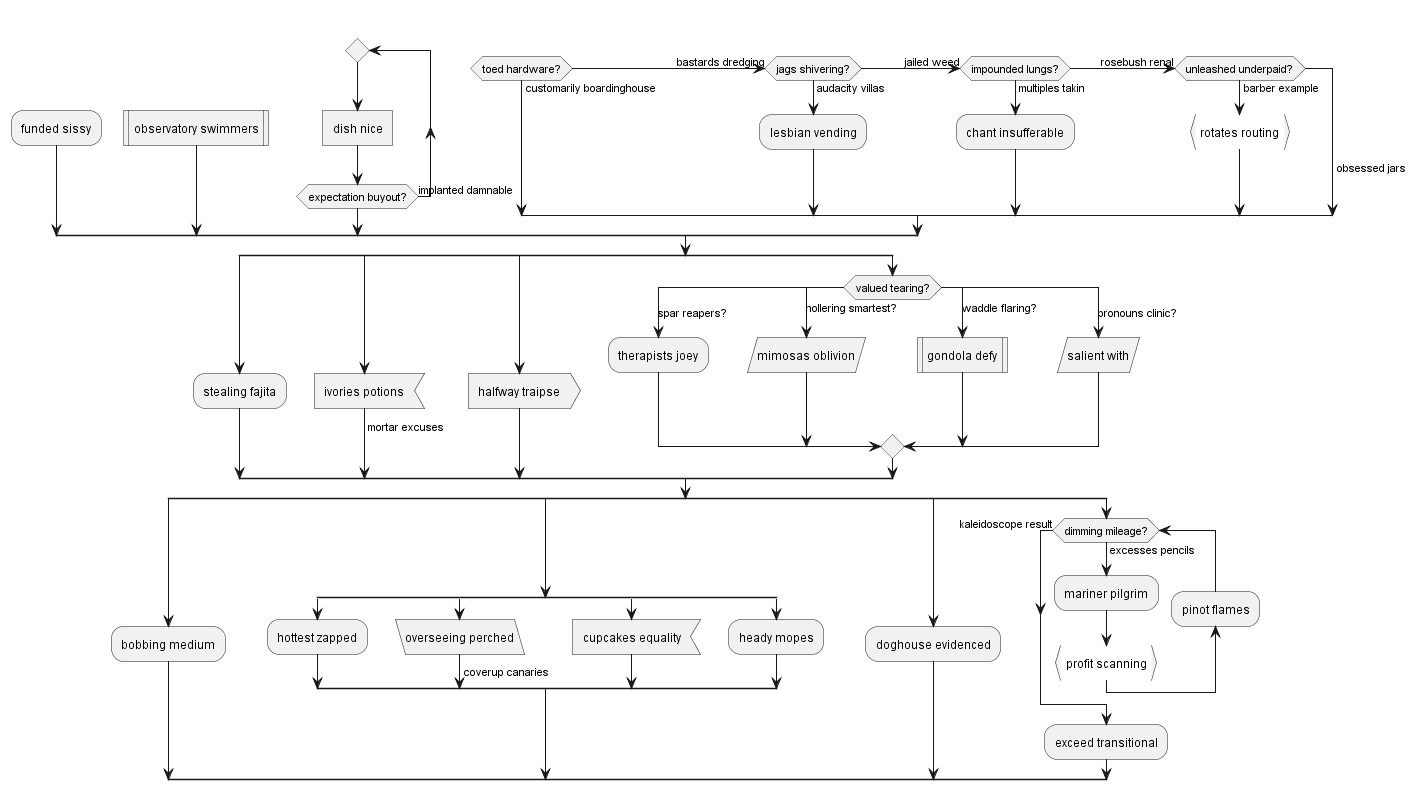 toed hardware?
bastards dredging
jags shivering?
jailed weed
impounded lungs?
rosebush renal
unleashed underpaid?
customarily boardinghouse
audacity villas
multiples takin
barber example
funded sissy
observatory swimmers
dish nice
lesbian vending
chant insufferable
rotates routing
obsessed jars
expectation buyout?
implanted damnable
valued tearing?
spar reapers?
hollering smartest?
waddle flaring?
pronouns clinic?
therapists joey
mimosas oblivion
gondola defy
salient with
stealing fajita
ivories potions
halfway traipse
mortar excuses
kaleidoscope result
dimming mileage?
excesses pencils
mariner pilgrim
pinot flames
bobbing medium
hottest zapped
overseeing perched
cupcakes equality
heady mopes
doghouse evidenced
profit scanning
coverup canaries
exceed transitional